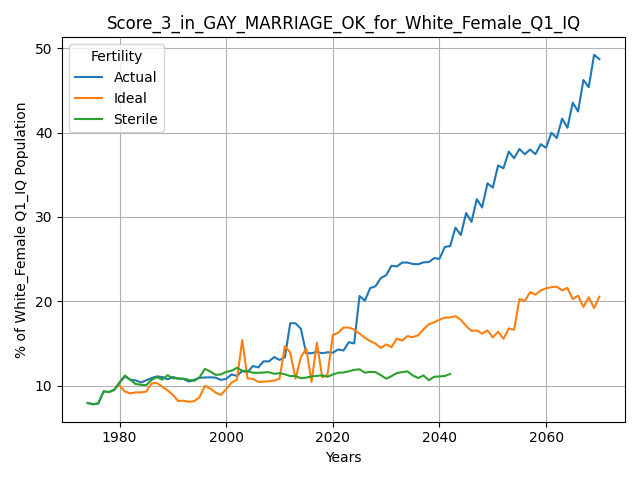 Score_3_in_GAY_MARRIAGE_OK_for_White_Female_Q1_IQ
% of White_Female Q1_IQ Population
50
40
30
20
10
Fertility
Actual
Ideal
Sterile
1980
2000
2020
2040
2060
Years